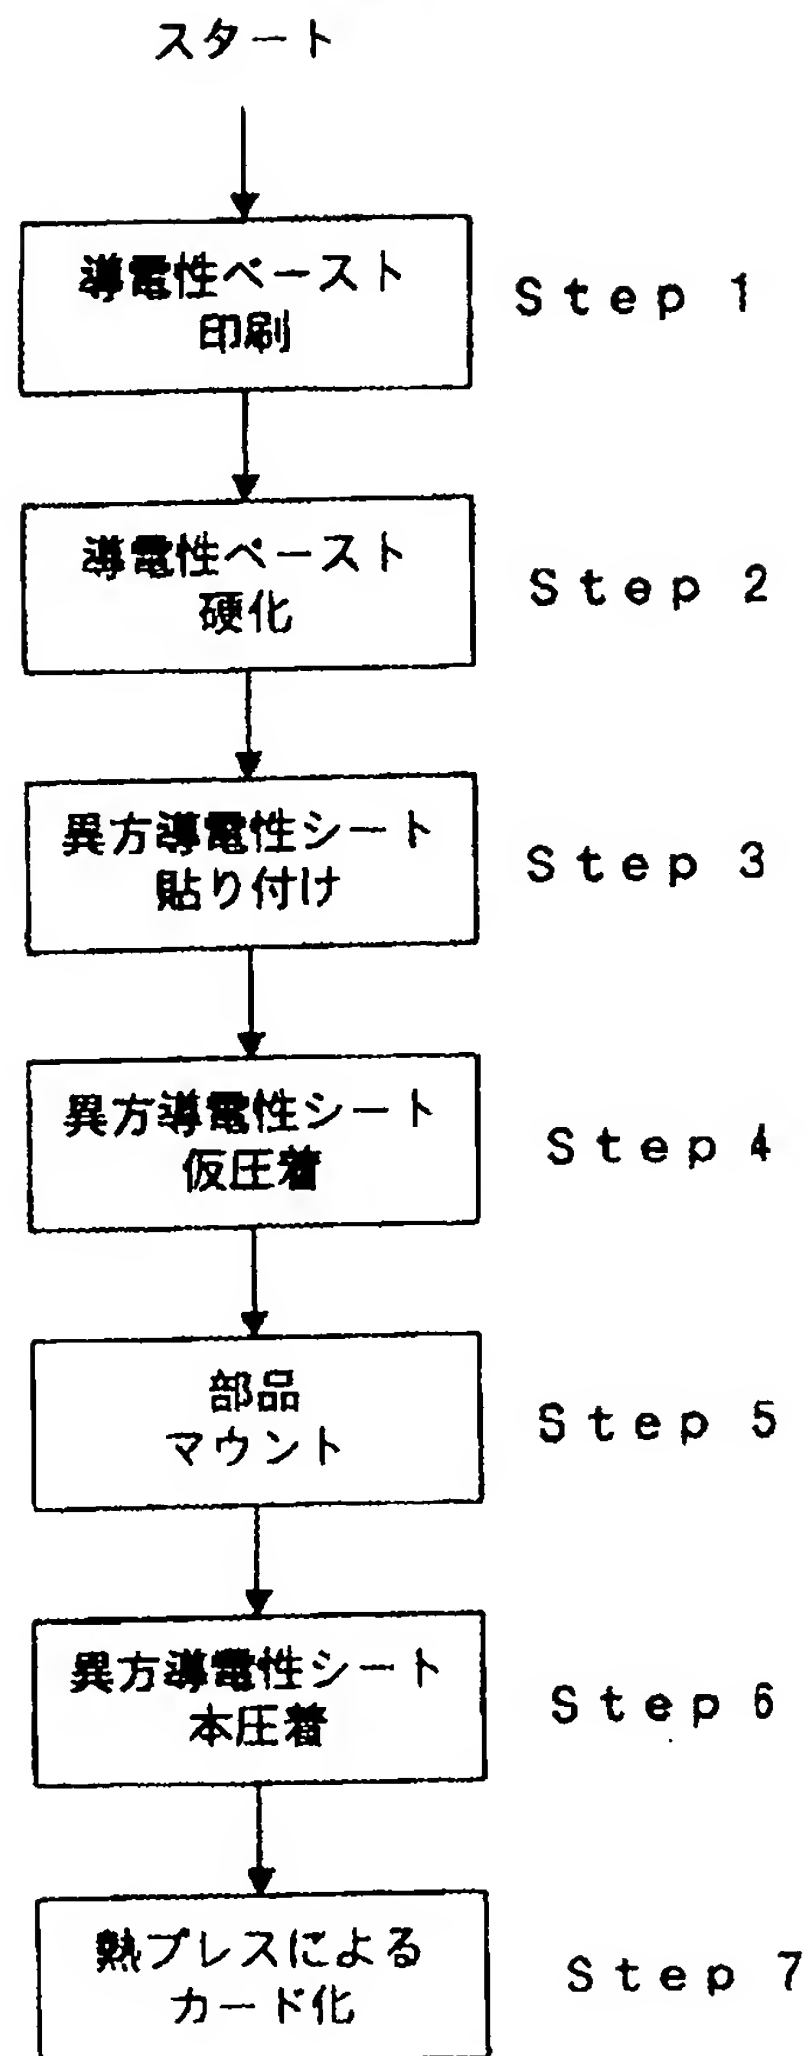 スタート
導電性ペースト
印刷
Step 1
導電性ペースト
硬化
Step 2
異方導電性シート
貼り付け
Step 3
異方導電性シート
仮圧着
Step 4
部品
マウント
Step 5
異方導電性シート
本圧着
Step 6
熱プレスによる
カード化
Step 7